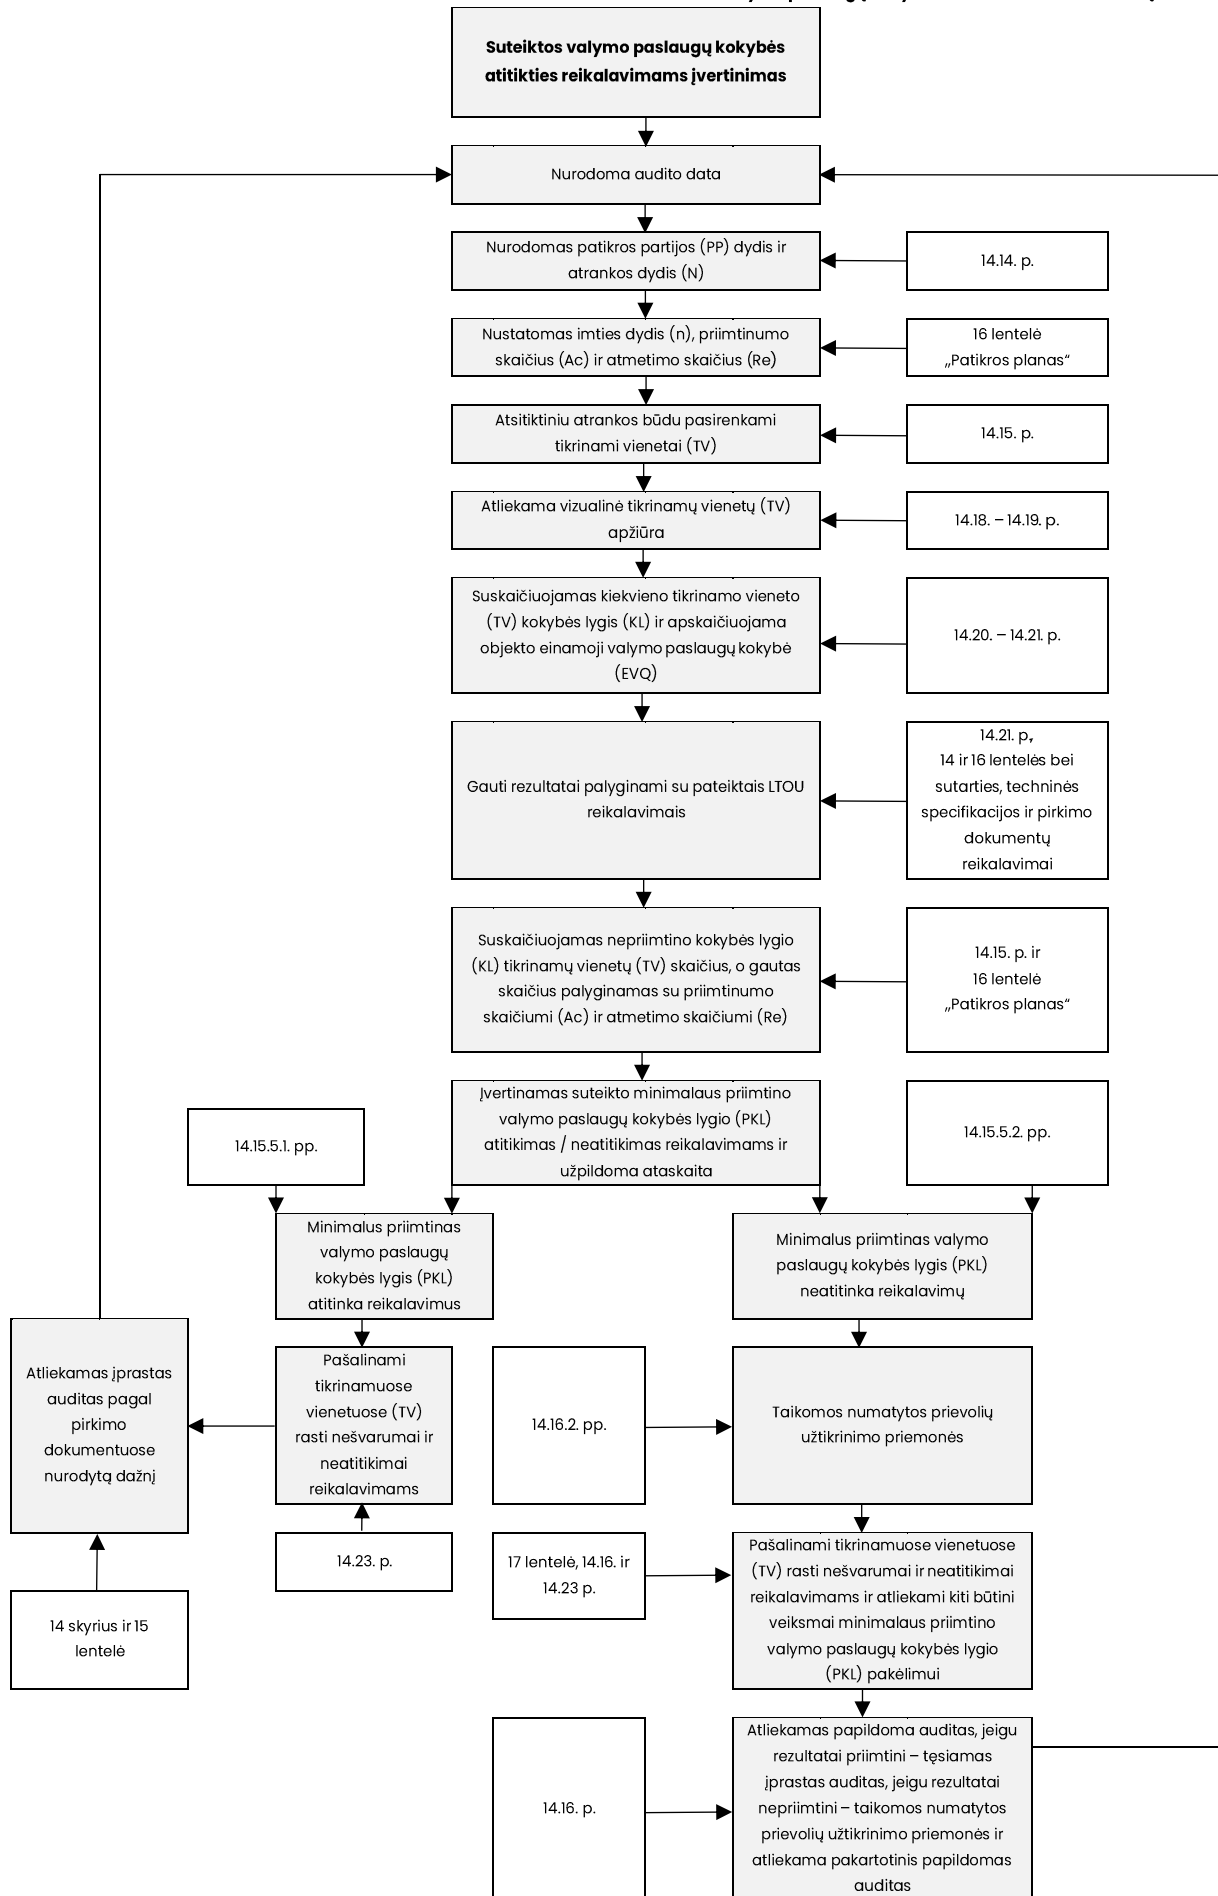 Suteiktos valymo paslaugų kokybės
atitikties reikalavimams įvertinimas
Nurodoma audito data
Nurodomas patikros partijos (PP) dydis ir
atrankos dydis (N)
14.14. p.
Nustatomas imties dydis (n), priimtinumo
skaičius (Ac) ir atmetimo skaičius (Re)
16 lentelė
„Patikros planas“
Atsitiktiniu atrankos būdu pasirenkami
tikrinami vienetai (TV)
14.15. p.
Atliekama vizualinė tikrinamų vienetų (TV)
apžiūra
14.18. – 14.19. p.
Suskaičiuojamas kiekvieno tikrinamo vieneto
(TV) kokybės lygis (KL) ir apskaičiuojama
objekto einamoji valymo paslaugų kokybė
(EVQ)
14.20. – 14.21. p.
Gauti rezultatai palyginami su pateiktais LTOU
reikalavimais
14.21. p.,
14 ir 16 lentelės bei
sutarties, techninės
specifikacijos ir pirkimo
dokumentų
reikalavimai
Suskaičiuojamas nepriimtino kokybės lygio
(KL) tikrinamų vienetų (TV) skaičius, o gautas
skaičius palyginamas su priimtinumo
skaičiumi (Ac) ir atmetimo skaičiumi (Re)
14.15. p. ir
16 lentelė
„Patikros planas“
Įvertinamas suteikto minimalaus priimtino
valymo paslaugų kokybės lygio (PKL)
atitikimas / neatitikimas reikalavimams ir
užpildoma ataskaita
14.15.5.1. pp.
14.15.5.2. pp.
Minimalus priimtinas
valymo paslaugų
kokybės lygis (PKL)
atitinka reikalavimus
Minimalus priimtinas valymo
paslaugų kokybės lygis (PKL)
neatitinka reikalavimų
Atliekamas įprastas
auditas pagal
pirkimo
dokumentuose
nurodytą dažnį
Pašalinami
tikrinamuose
vienetuose (TV)
rasti nešvarumai ir
neatitikimai
reikalavimams
14.16.2. pp.
Taikomos numatytos prievolių
užtikrinimo priemonės
14.23. p.
17 lentelė, 14.16. ir
14.23 p.
Pašalinami tikrinamuose vienetuose
(TV) rasti nešvarumai ir neatitikimai
reikalavimams ir atliekami kiti būtini
veiksmai minimalaus priimtino
valymo paslaugų kokybės lygio
(PKL) pakėlimui
14 skyrius ir 15
lentelė
14.16. p.
Atliekamas papildoma auditas, jeigu
rezultatai priimtini – tęsiamas
įprastas auditas, jeigu rezultatai
nepriimtini – taikomos numatytos
prievolių užtikrinimo priemonės ir
atliekama pakartotinis papildomas
auditas